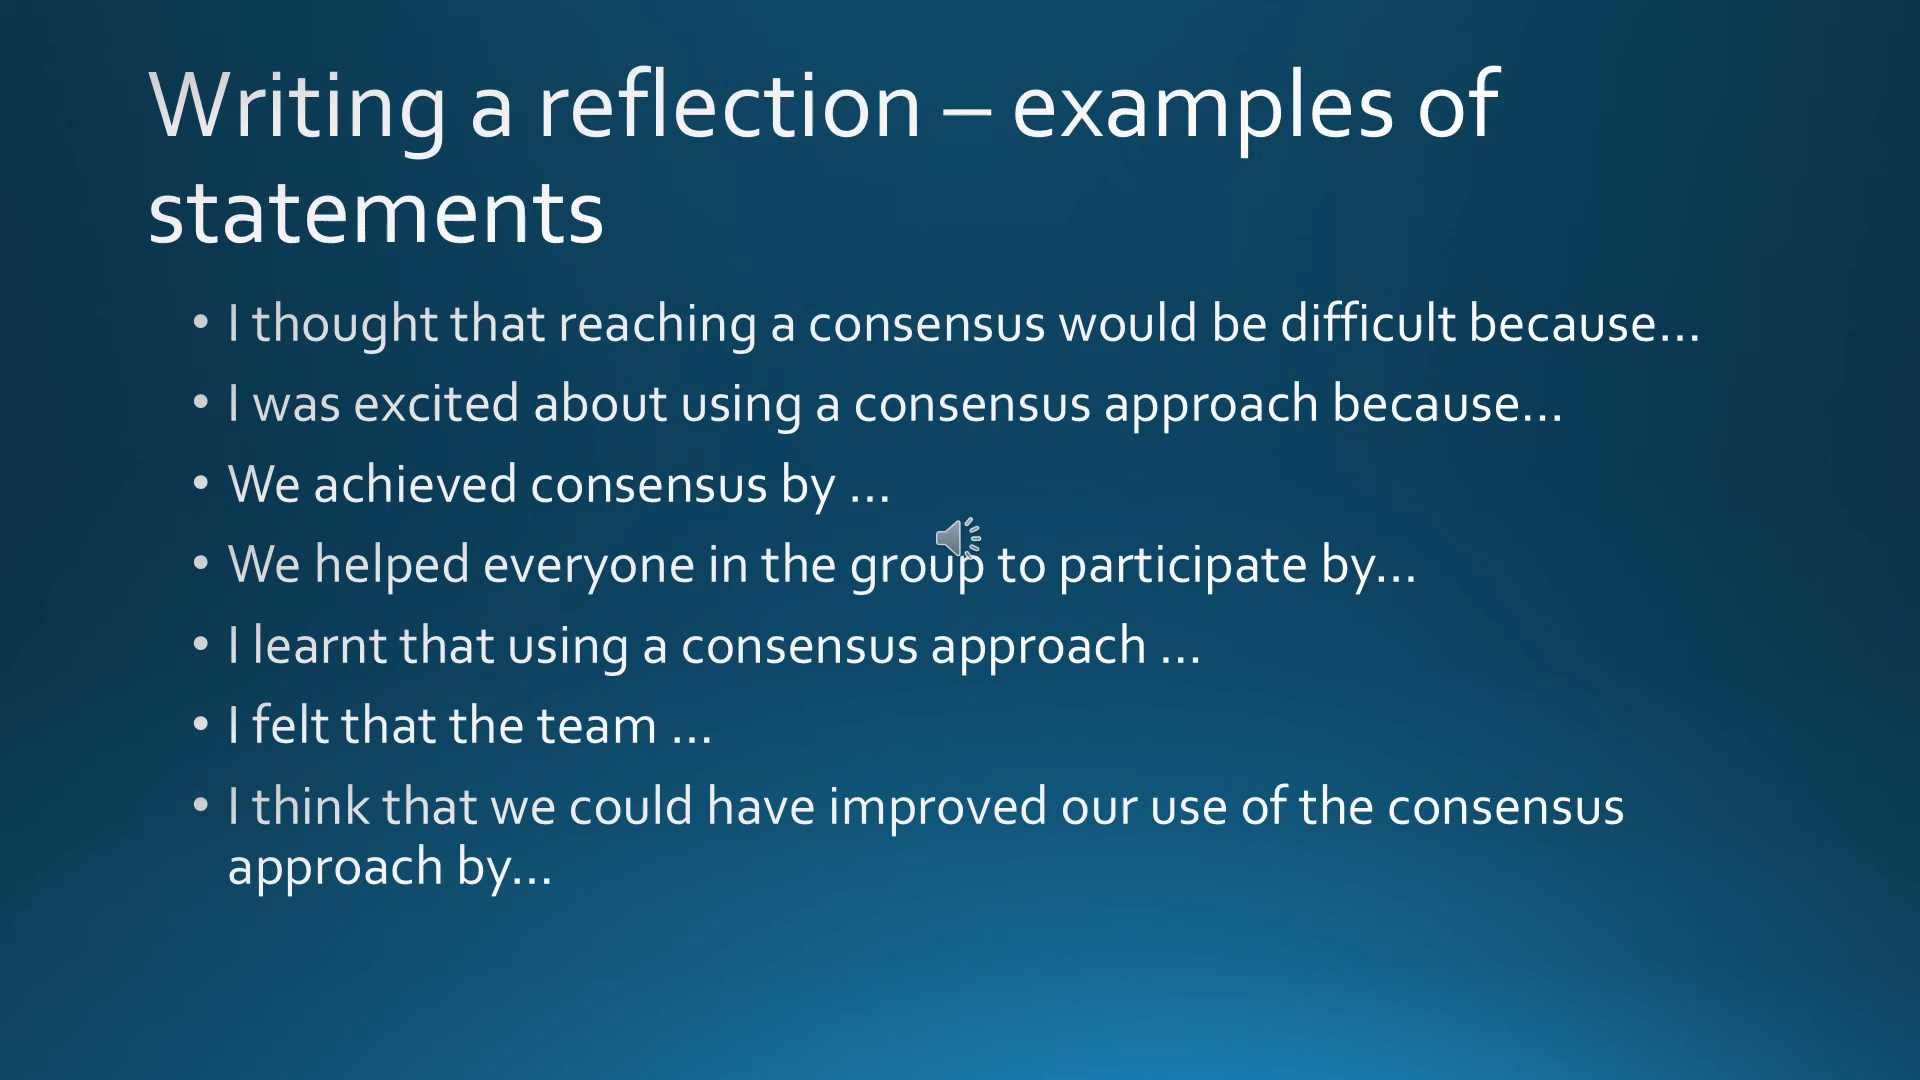 Writing a reflection – examples of
statements
• I thought that reaching a consensus would be difficult because...
• I was excited about using a consensus approach because...
• We achieved consensus by ...
• We helped everyone in the group to participate by...
• I learnt that using a consensus approach ...
• I felt that the team ...
• I think that we could have improved our use of the consensus
approach by...